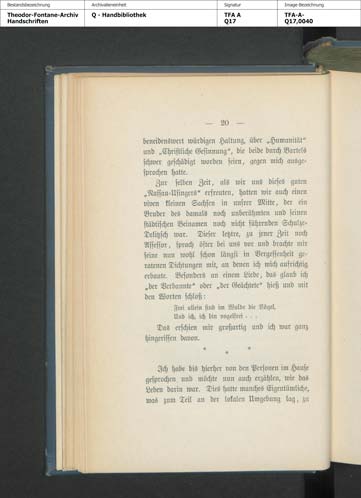 Bestandsbezeichnung
Theodor-Fontane-Archiv
Handschriften
Archivalieneinheit
Q - Handbibliothek
Signatur
TFA A
Q17
Image Bezeichnung
TFA-A-
Q17,0040
— 20 —
beneidenswert würdigen Haltung, über „Humanität“
und „Christliche Gesinnung“, die beide durch Bartels
schwer geschädigt worden seien, gegen mich ausge-
sprochen hatte.
Zur selben Zeit, als wir uns dieses guten
„Nassau-Usingers“ erfreuten, hatten wir auch einen
viven kleinen Sachsen in unsrer Mitte, der ein
Bruder des damals noch unberühmten und seinen
städtischen Beinamen noch nicht führenden Schulze-
Delitzsch war. Dieser letztre, zu jener Zeit noch
Assessor, sprach öfter bei uns vor und brachte mir
seine nun wohl schon längst in Vergessenheit ge-
ratenen Dichtungen mit, an denen ich mich aufrichtig
erbaute. Besonders an einem Liede, das glaub ich
„der Verbannte“ oder „der Geächtete“ hieß und mit
den Worten schloß:
Frei allein sind im Walde die Vögel,
Und ich, ich bin vogelfrei . . .
Das erschien mir großartig und ich war ganz
hingerissen davon.
* * *
Ich habe bis hierher von den Personen im Hause
gesprochen und möchte nun auch erzählen, wie das
Leben darin war. Dies hatte manches Eigentümliche,
was zum Teil an der lokalen Umgebung lag, zu